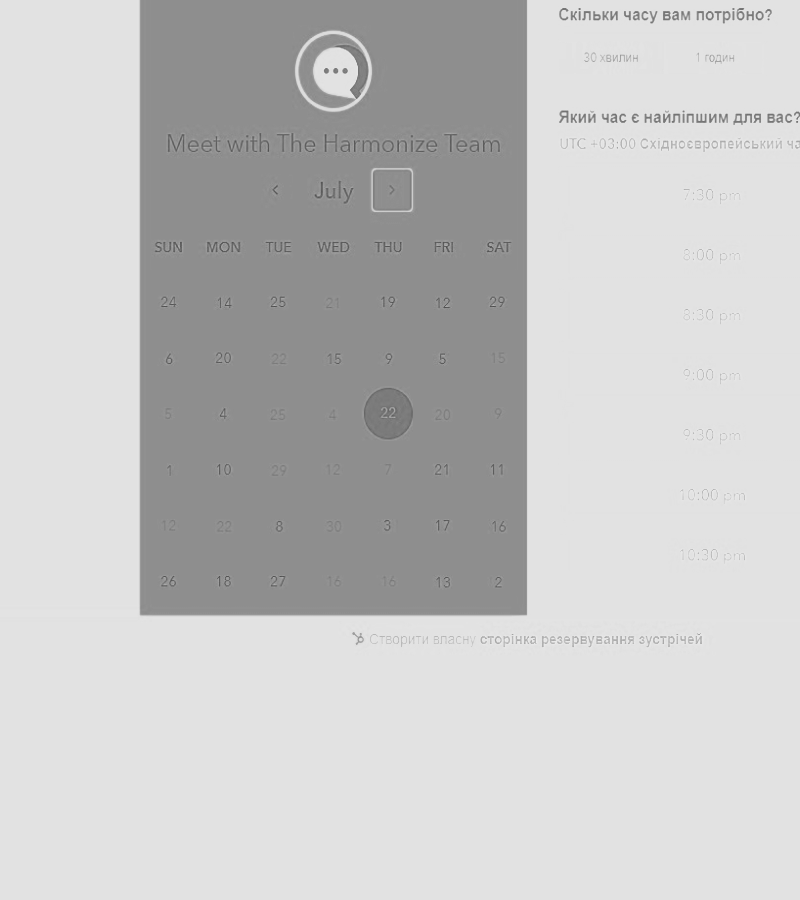 Meet with The Harmonize Team
July
SUN MON TUE WED THU FRI SAT
24 14 25 21 19 12 29
6 20 22 15 9 5 15
5 4 25 4 22 20 9
1 10 29 12 7 21 11
12 22 8 30 3 17 16
26 18 27 16 16 13 2
Скільки часу вам потрібно?
30 хвилин 1 годин
Який час є найліпшим для вас?
UTC +03:00 Східноєвропейський
7:30 pm
8:00 pm
8:30 pm
9:00 pm
9:30 pm
10:00 pm
10:30 pm
Створити власну сторінка резервування зустрічей